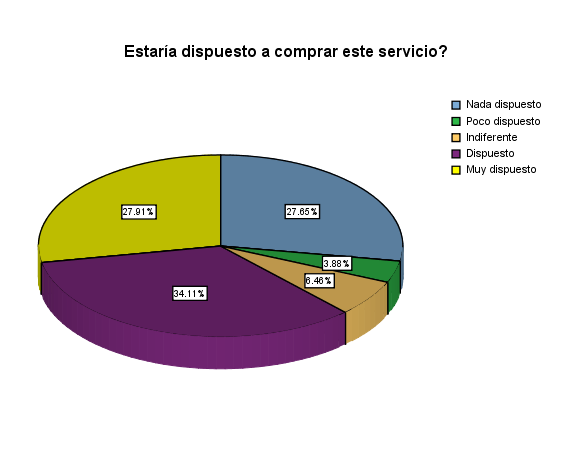 Estaría dispuesto a comprar este servicio?
Nada dispuesto
Poco dispuesto
Indiferente
Dispuesto
Muy dispuesto
27.91%
27.65%
3.88%
6.46%
34.11%